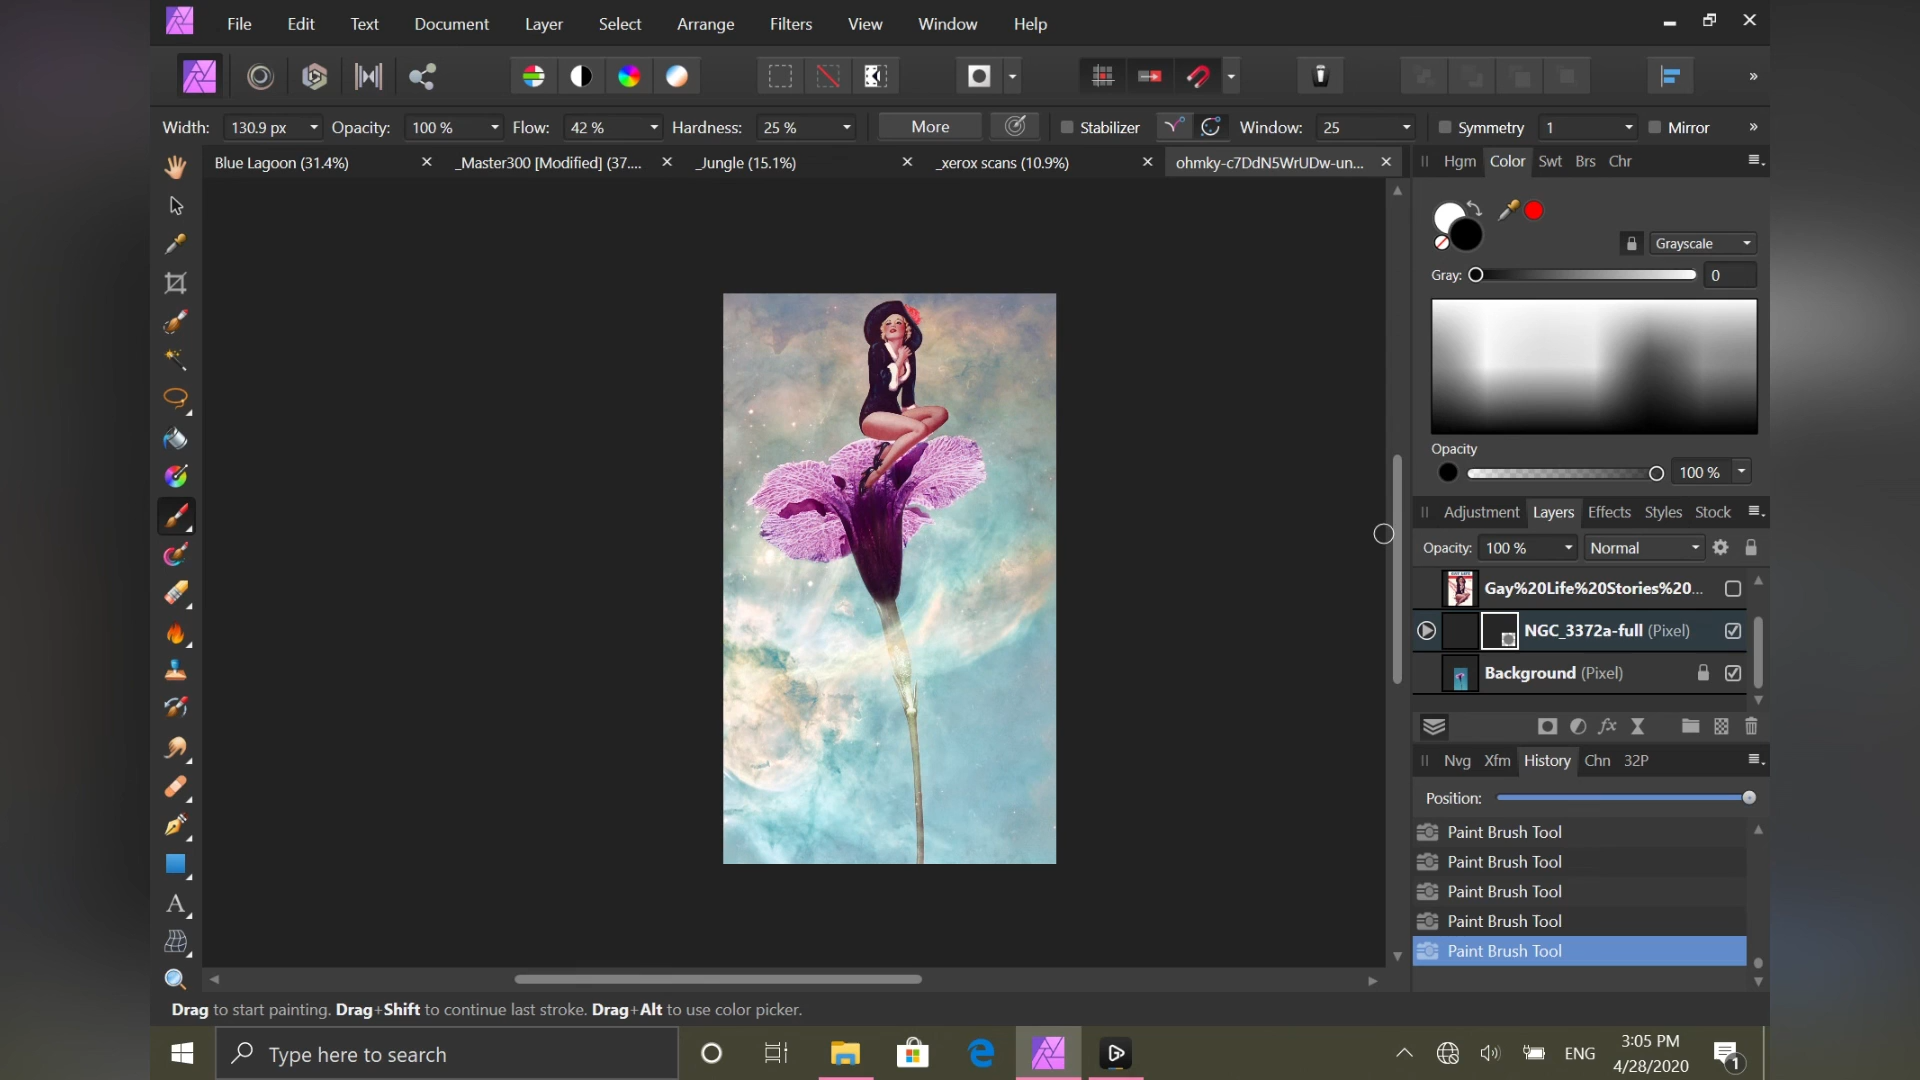 File Edit Text Document Layer Select Arrange Filters View Window Help
Width: 130.9 px Opacity: 100 % Flow: 42 % Hardness: 25 % More Stabilizer Window: 25 Symmetry 1 Mirror
Blue Lagoon (31.4%) _Master300 [Modified] (37.... _Jungle (15.1%) _xerox scans (10.9%) ohmky-c7DdN5WrUDw-un...
Hgm Color Swt Brs Chr
Grayscale
Gray: 0
Opacity
100 %
Adjustment Layers Effects Styles Stock
Opacity: 100 % Normal
Gay%20Life%20Stories%20...
NGC_3372a-full (Pixel)
Background (Pixel)
Nvg Xfm History Chn 32P
Position:
Paint Brush Tool
Paint Brush Tool
Paint Brush Tool
Paint Brush Tool
Paint Brush Tool
Drag to start painting. Drag+Shift to continue last stroke. Drag+Alt to use color picker.
Type here to search
ENG
3:05 PM
4/28/2020
1